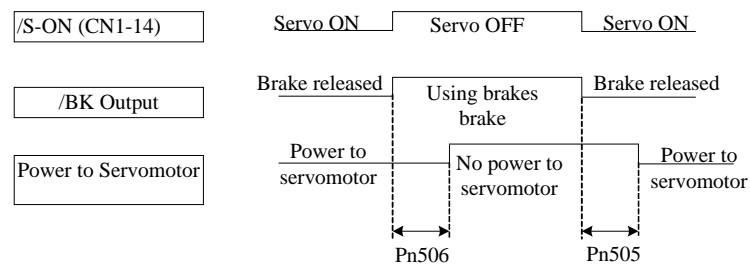 /S-ON (CN1-14)
Servo ON
Servo OFF
Servo ON
/BK Output
Brake released
Using brakes
brake
Brake released
Power to Servomotor
Power to
servomotor
No power to
servomotor
Power to
servomotor
Pn506
Pn505